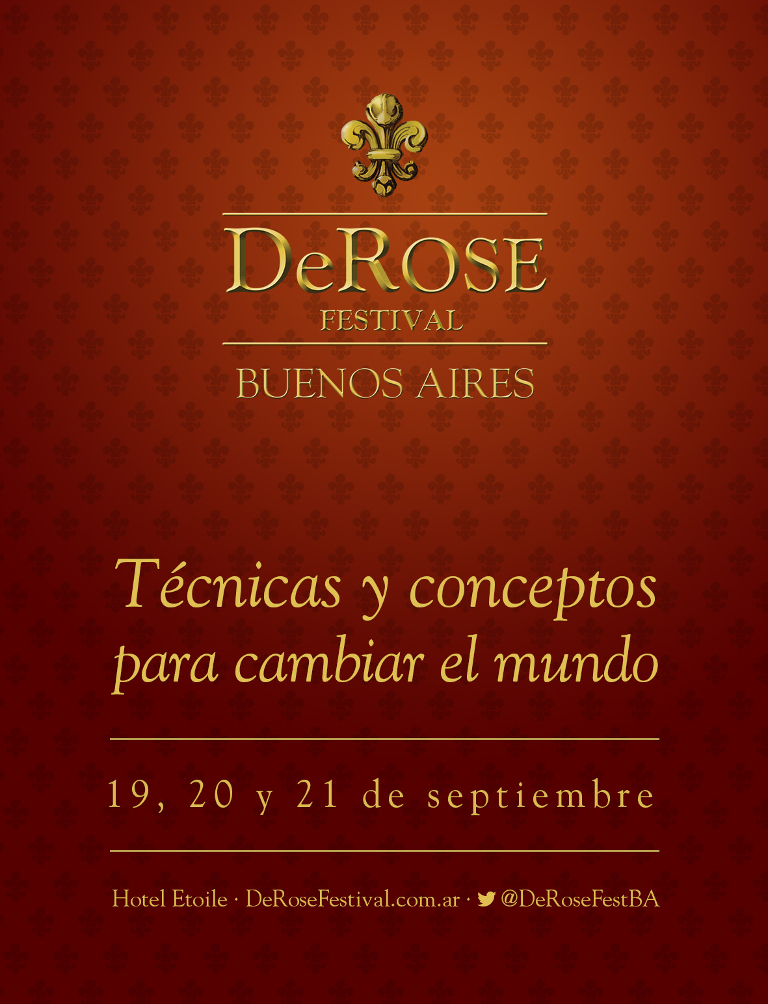 DeROSE
FESTIVAL
BUENOS AIRES
Técnicas y conceptos
para cambiar el mundo
19, 20 y 21 de septiembre
Hotel Etoile · DeRoseFestival.com.ar · @DeRoseFestBA